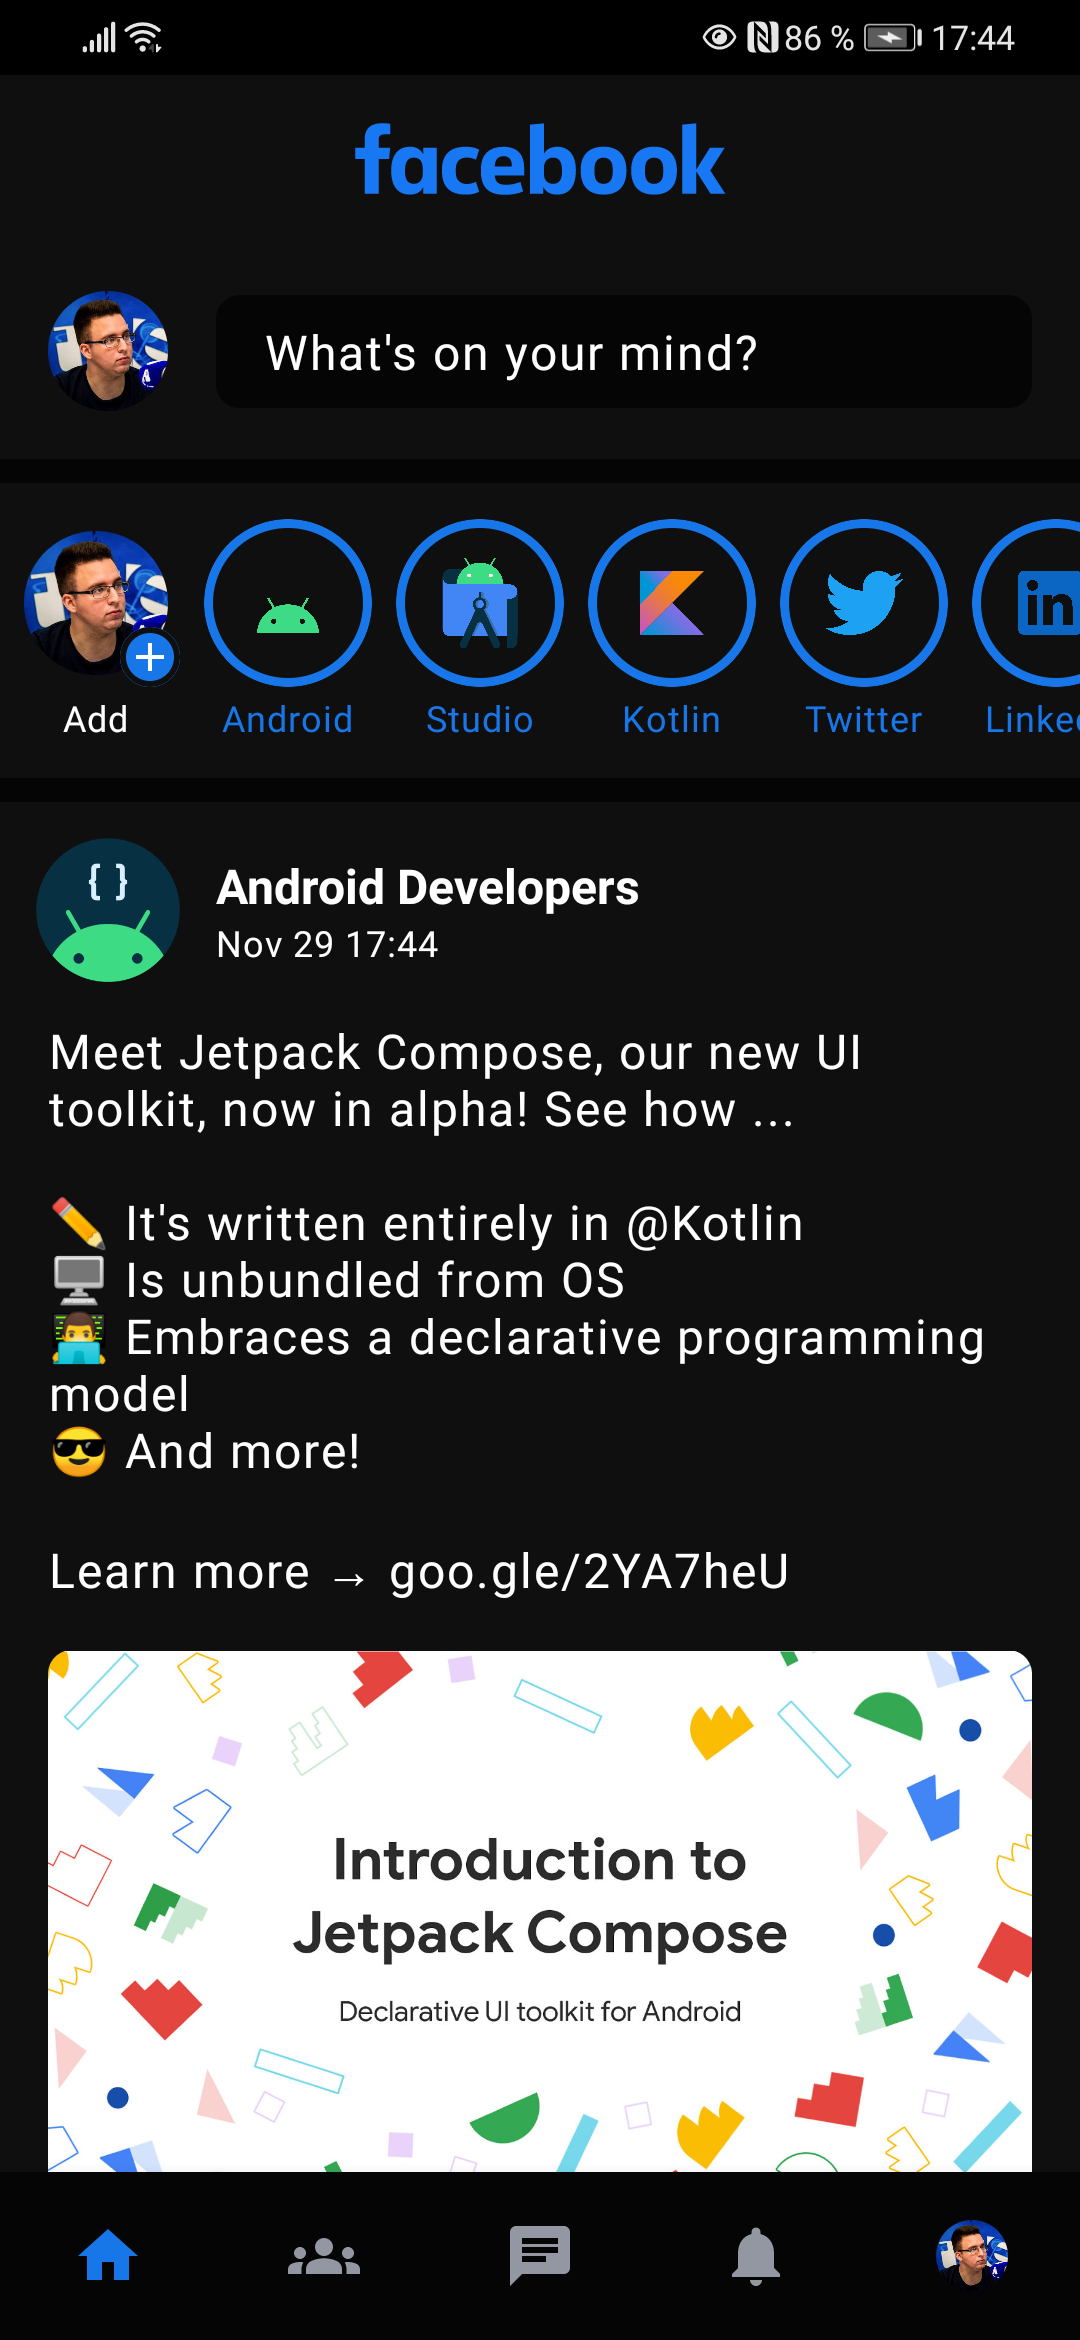 86 % 17:44
facebook
What's on your mind?
Add Android Studio Kotlin Twitter Linke
Android Developers
Nov 29 17:44
Meet Jetpack Compose, our new UI
toolkit, now in alpha! See how ...
✏️ It's written entirely in @Kotlin
🖥️ Is unbundled from OS
👨‍💻 Embraces a declarative programming
model
😎 And more!
Learn more → goo.gle/2YA7heU
Introduction to
Jetpack Compose
Declarative UI toolkit for Android